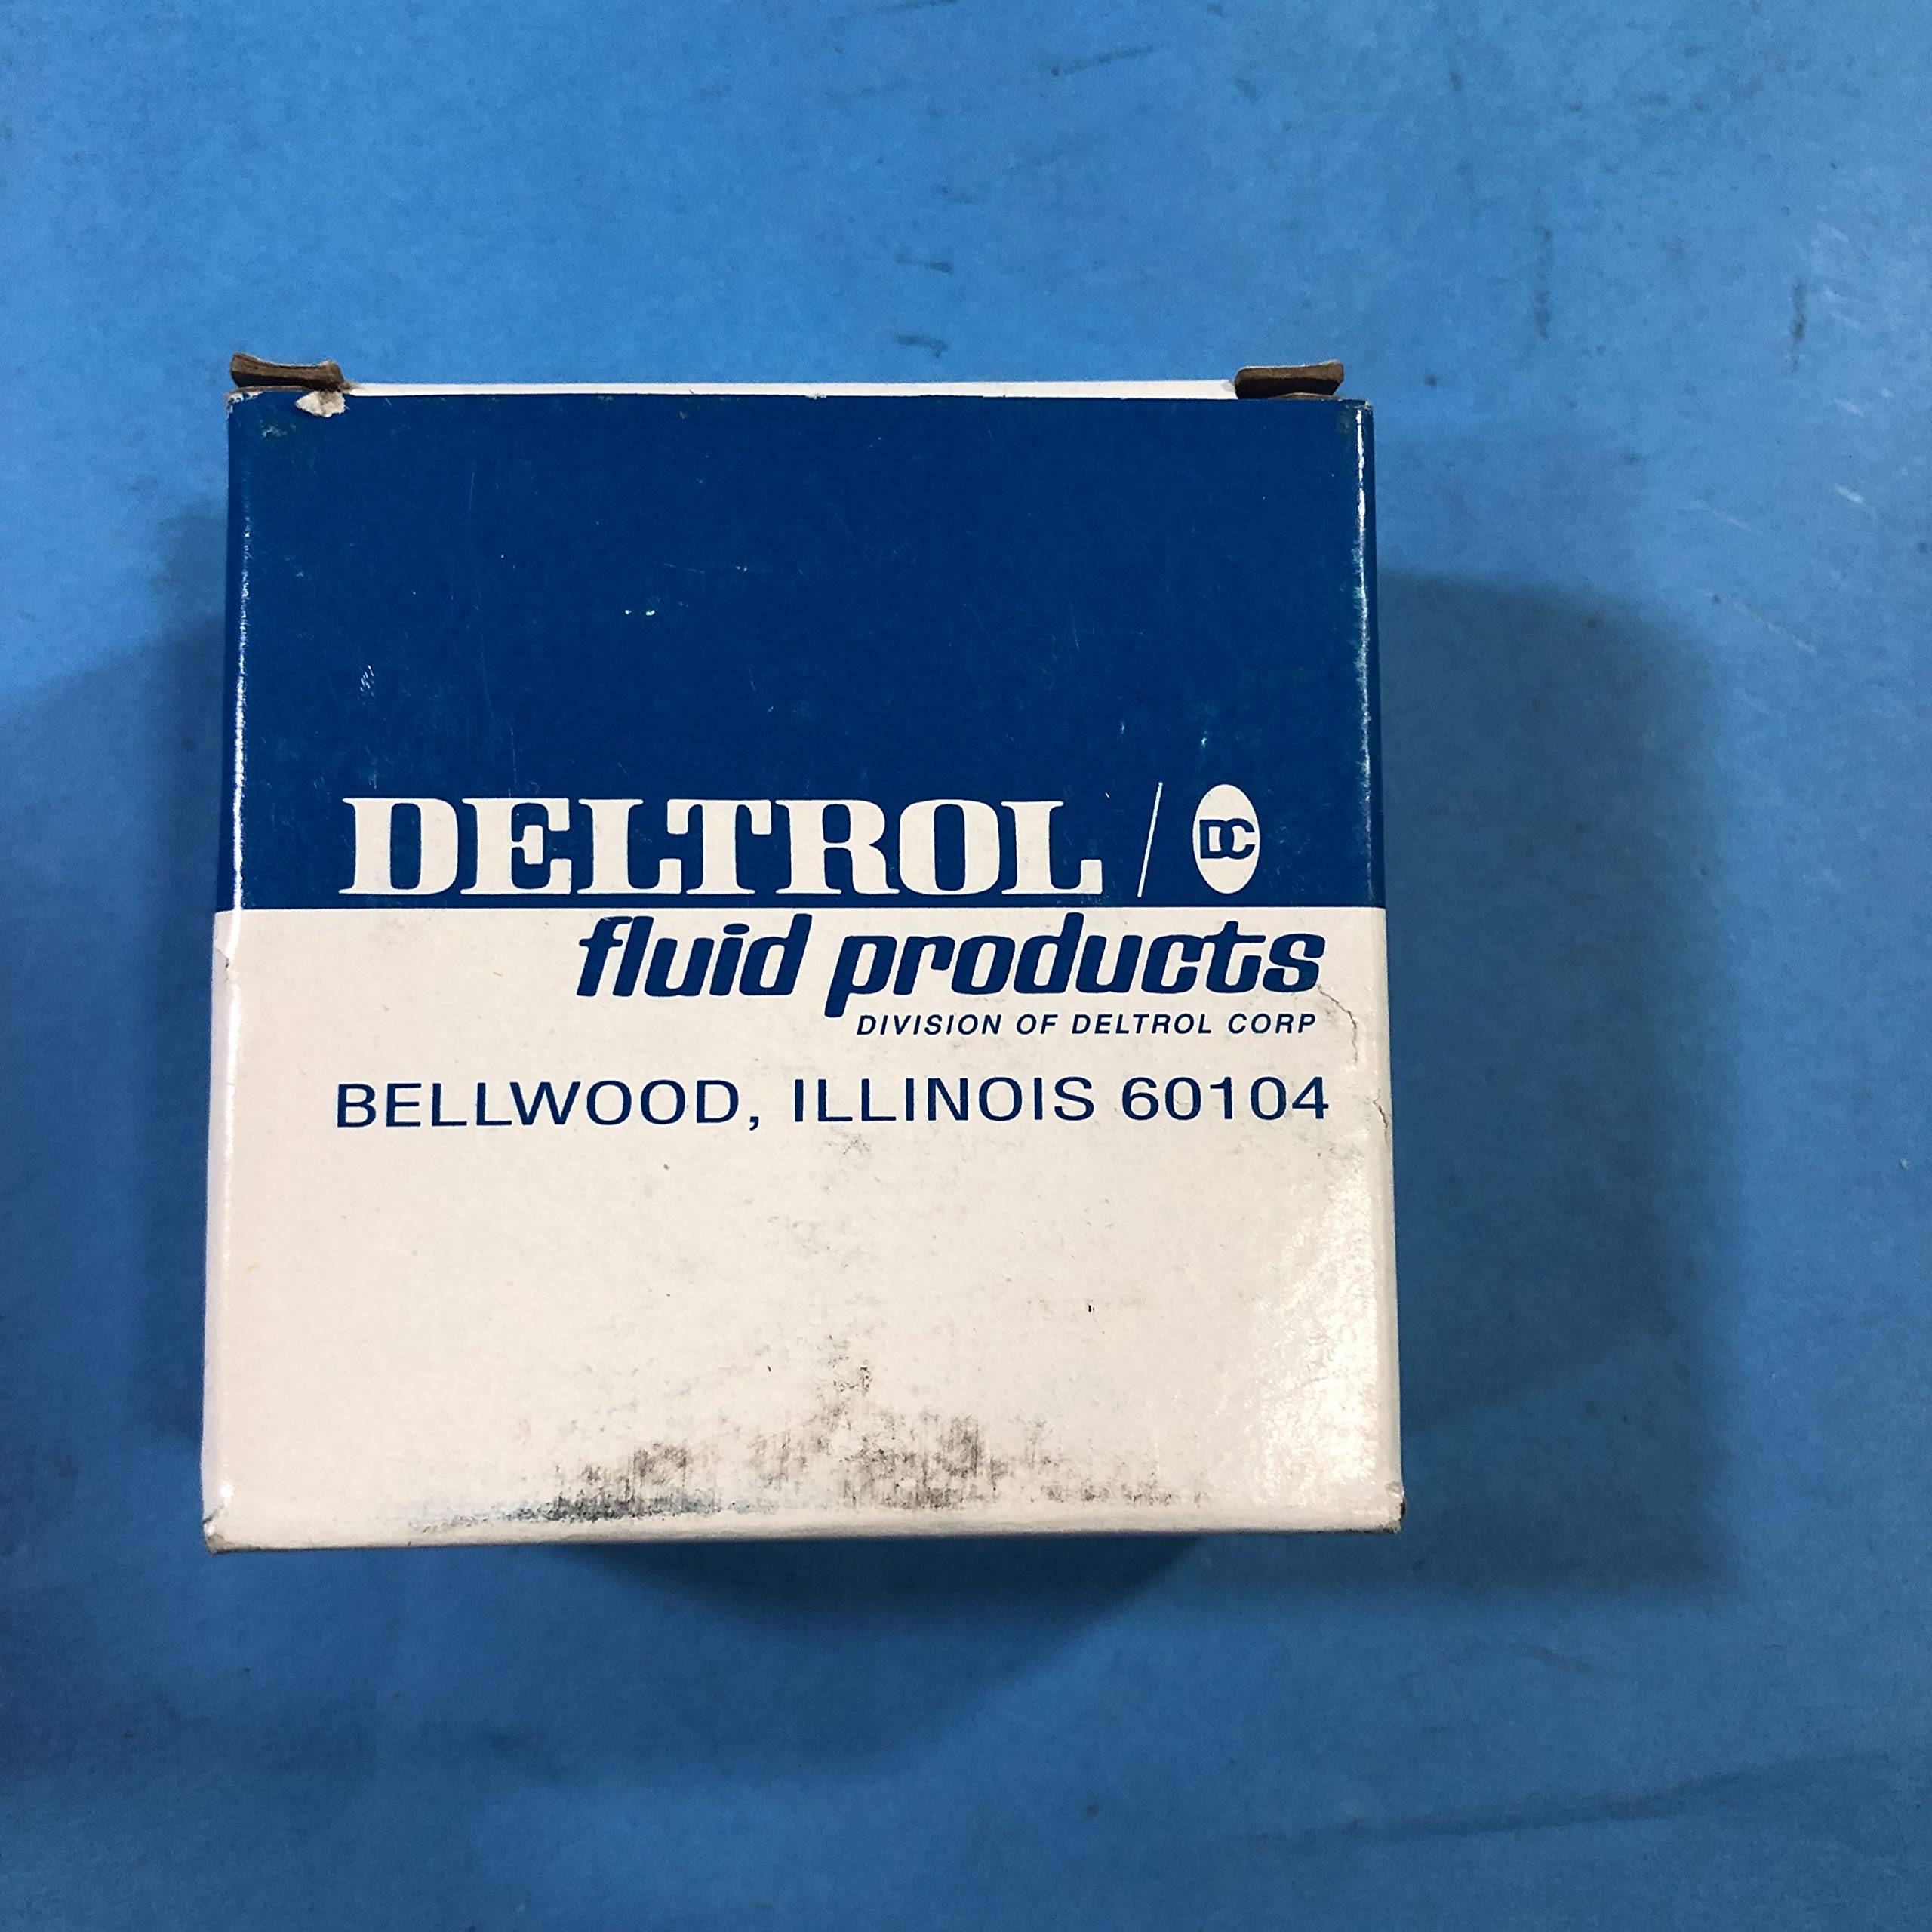 DELTROL / DC
fluid products
DIVISION OF DELTROL CORP
BELLWOOD, ILLINOIS 60104